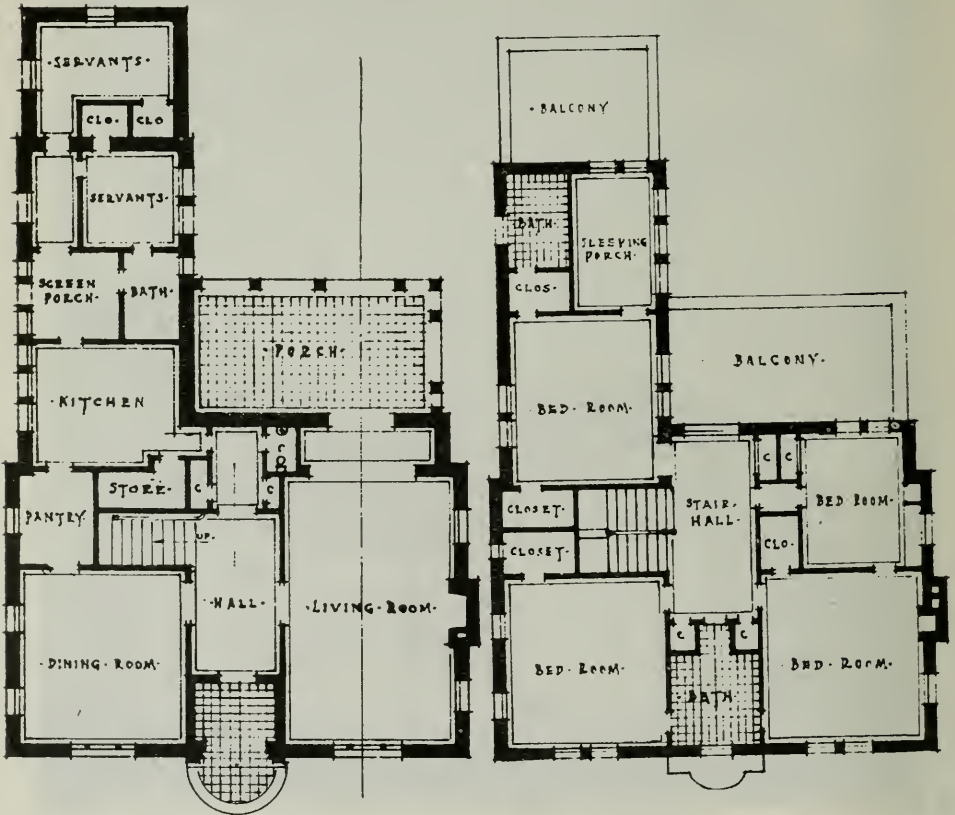 ·SERVANTS·
CLO·
CLO
SERVANTS·
SCREEN
PORCH·
BATH·
·PORCH·
·KITCHEN
C
C
C
STORE·
PANTRY
UP·
·HALL·
·LIVING·ROOM·
·DINING·ROOM·
·BALCONY
BATH·
SLEEPING
PORCH·
CLOS·
BALCONY·
·BED·ROOM·
CLOSET·
CLOSET·
STAIR·
HALL·
C
C
BED·ROOM·
CLO·
C
C
BED·ROOM·
·BATH·
BED·ROOM·